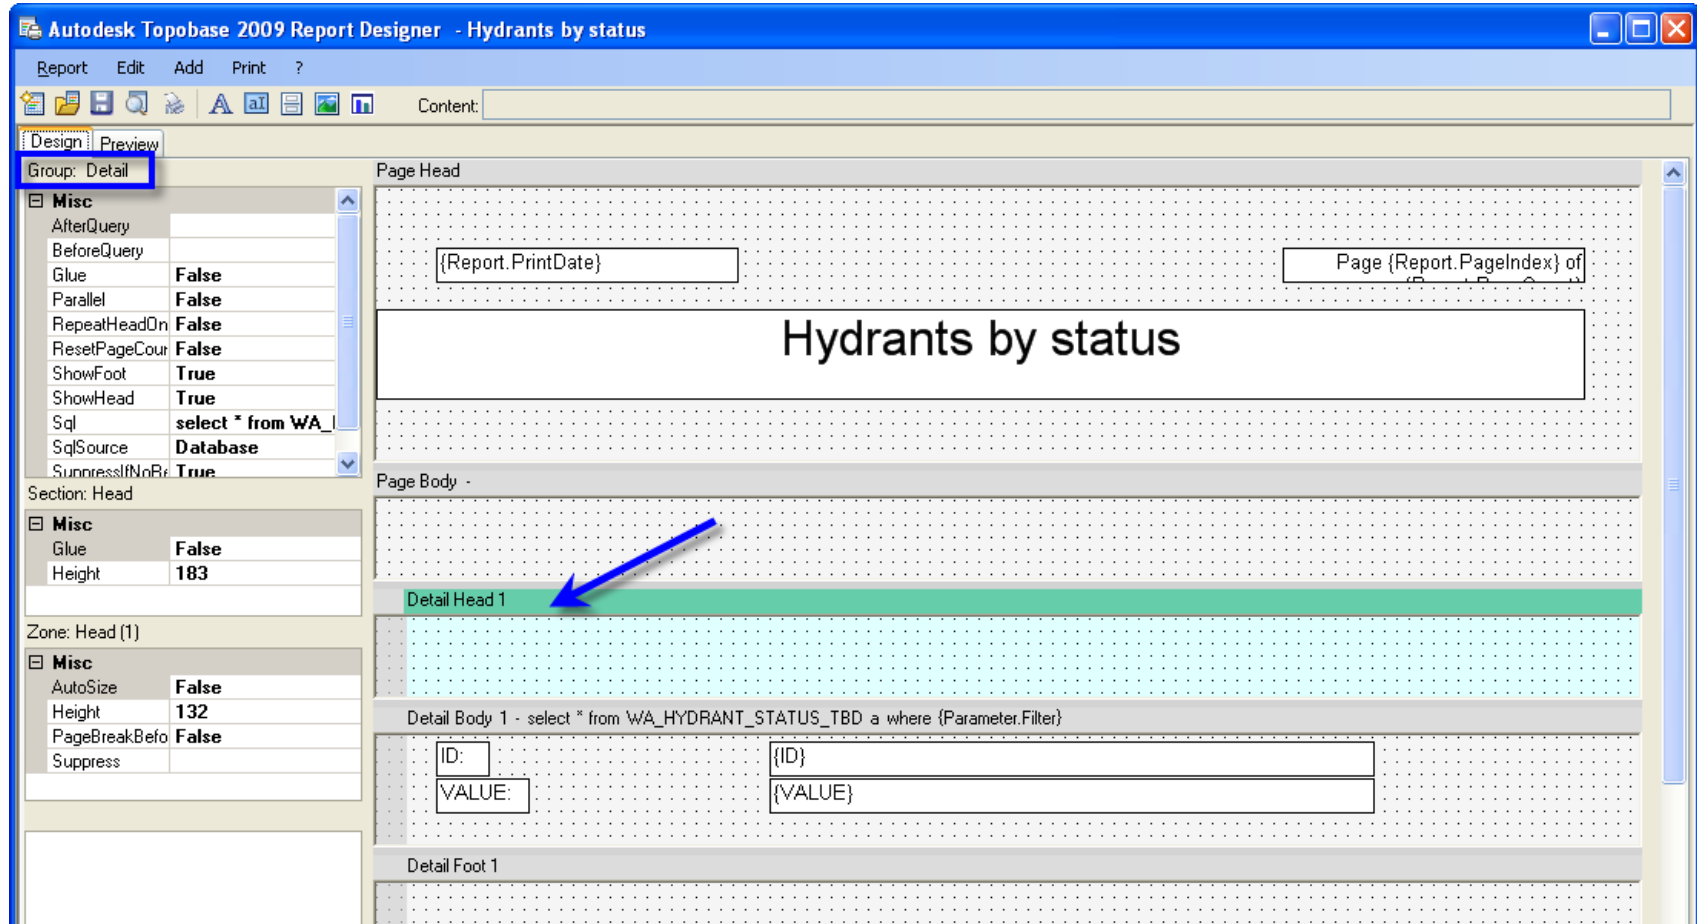 Autodesk Topobase 2009 Report Designer - Hydrants by status
Report Edit Add Print ?
A aI Content:
Design Preview
Group: Detail
Misc
AfterQuery
BeforeQuery
Glue False
Parallel False
RepeatHeadOn False
ResetPageCour False
ShowFoot True
ShowHead True
Sql select * from WA_
SqlSource Database
SuppressIfNoRe True
Section: Head
Misc
Glue False
Height 183
Zone: Head (1)
Misc
AutoSize False
Height 132
PageBreakBefo False
Suppress
Page Head
{Report.PrintDate}
Page {Report.PageIndex} of
Hydrants by status
Page Body -
Detail Head 1
Detail Body 1 - select * from WA_HYDRANT_STATUS_TBD a where {Parameter.Filter}
ID: {ID}
VALUE: {VALUE}
Detail Foot 1